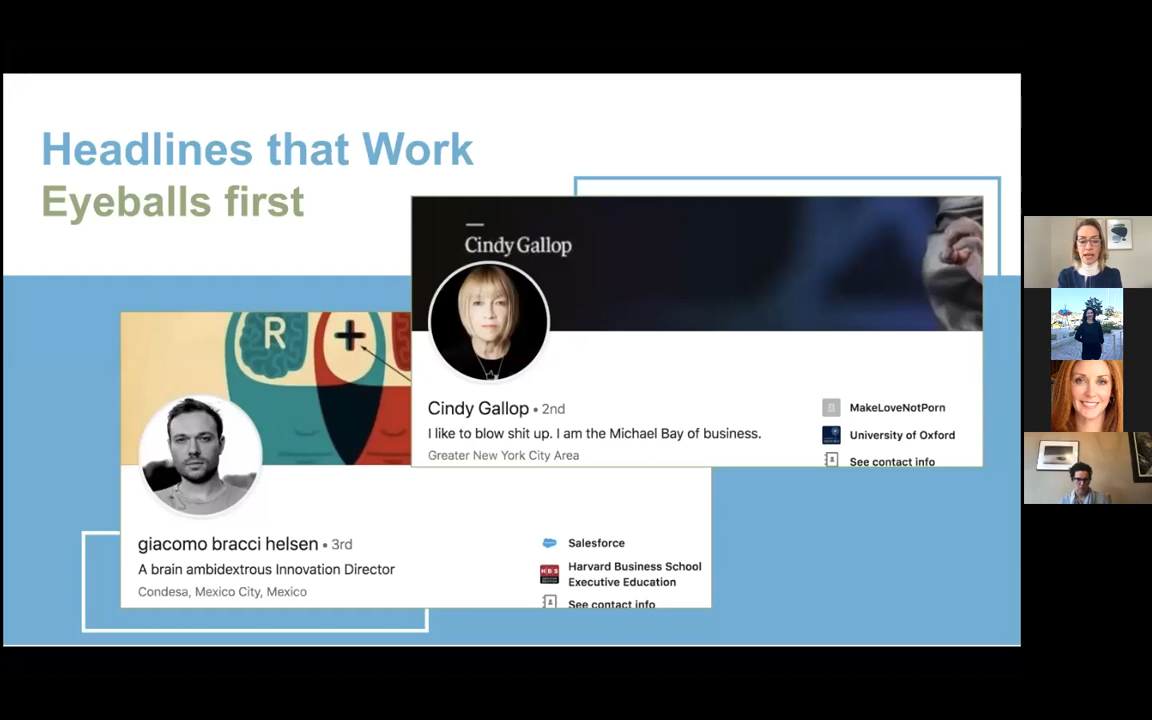 Headlines that Work
Eyeballs first
Cindy Gallop
Cindy Gallop • 2nd
I like to blow shit up. I am the Michael Bay of business.
Greater New York City Area
MakeLoveNotPorn
University of Oxford
See contact info
R
+
giacomo bracci helsen • 3rd
A brain ambidextrous Innovation Director
Condesa, Mexico City, Mexico
Salesforce
HBS
Harvard Business School
Executive Education
See contact info